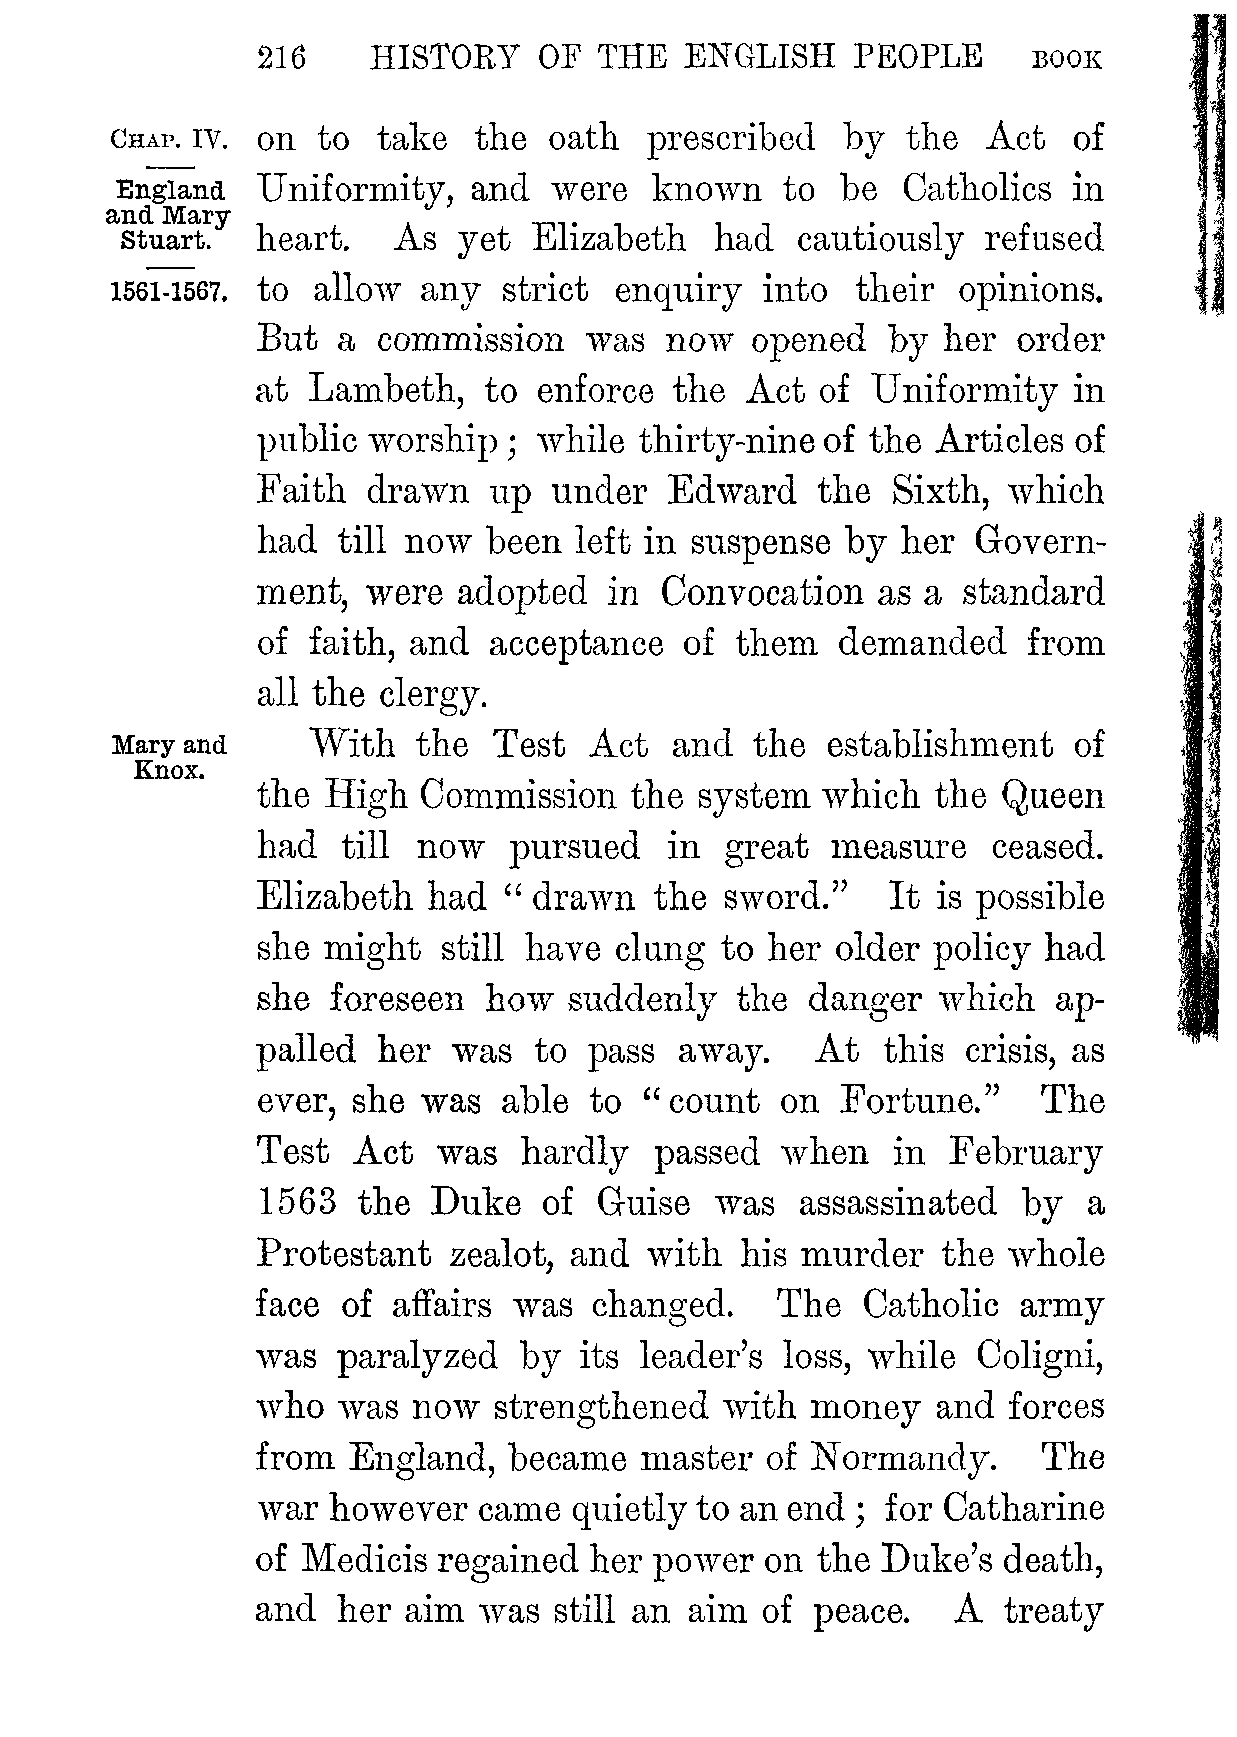 216 HISTORY OF THE ENGLISH PEOPLE BOOK
CHAP. IV.
England
and Mary
Stuart.
1561-1567.
on to take the oath prescribed by the Act of
Uniformity, and were known to be Catholics in
heart. As yet Elizabeth had cautiously refused
to allow any strict enquiry into their opinions.
But a commission was now opened by her order
at Lambeth, to enforce the Act of Uniformity in
public worship; while thirty-nine of the Articles of
Faith drawn up under Edward the Sixth, which
had till now been left in suspense by her Govern-
ment, were adopted in Convocation as a standard
of faith, and acceptance of them demanded from
all the clergy.
Mary and
Knox.
With the Test Act and the establishment of
the High Commission the system which the Queen
had till now pursued in great measure ceased.
Elizabeth had “drawn the sword.” It is possible
she might still have clung to her older policy had
she foreseen how suddenly the danger which ap-
palled her was to pass away. At this crisis, as
ever, she was able to “count on Fortune.” The
Test Act was hardly passed when in February
1563 the Duke of Guise was assassinated by a
Protestant zealot, and with his murder the whole
face of affairs was changed. The Catholic army
was paralyzed by its leader’s loss, while Coligni,
who was now strengthened with money and forces
from England, became master of Normandy. The
war however came quietly to an end; for Catharine
of Medicis regained her power on the Duke’s death,
and her aim was still an aim of peace. A treaty